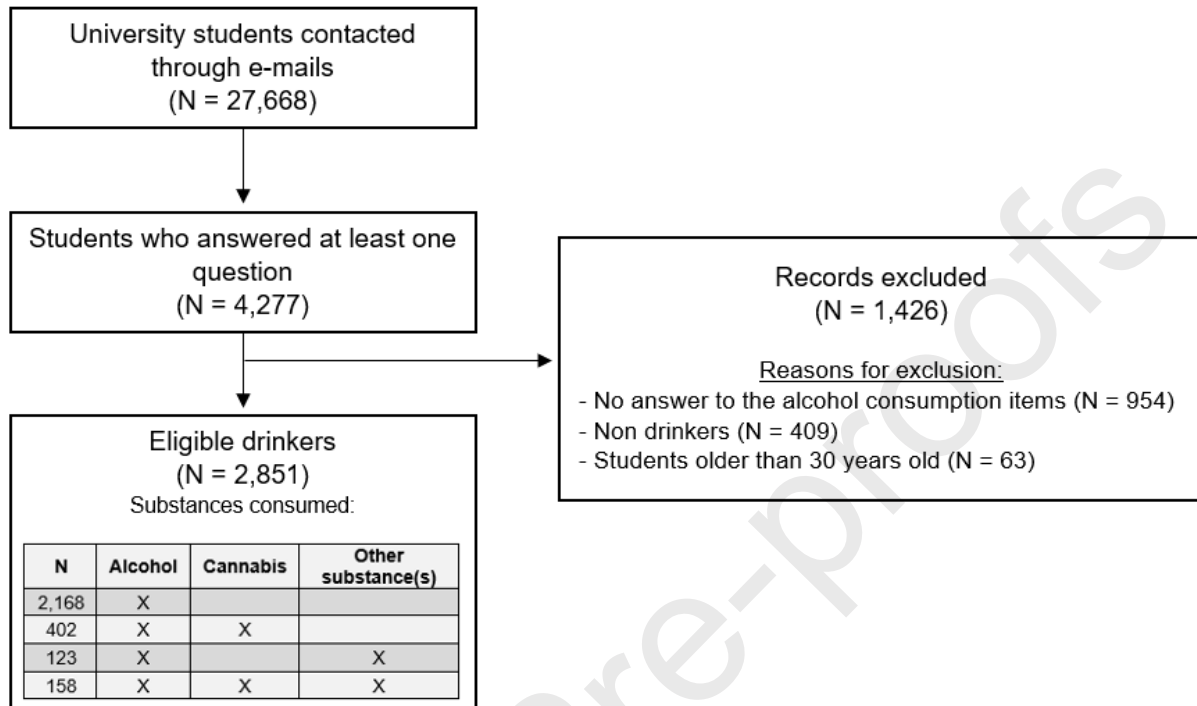 University students contacted
through e-mails
(N = 27,668)
Students who answered at least one
question
(N = 4,277)
Records excluded
(N = 1,426)
Reasons for exclusion:
- No answer to the alcohol consumption items (N = 954)
- Non drinkers (N = 409)
- Students older than 30 years old (N = 63)
Eligible drinkers
(N = 2,851)
Substances consumed:
N Alcohol Cannabis Other
substance(s)
2,168 X
402 X X
123 X X
158 X X X
re-proofs